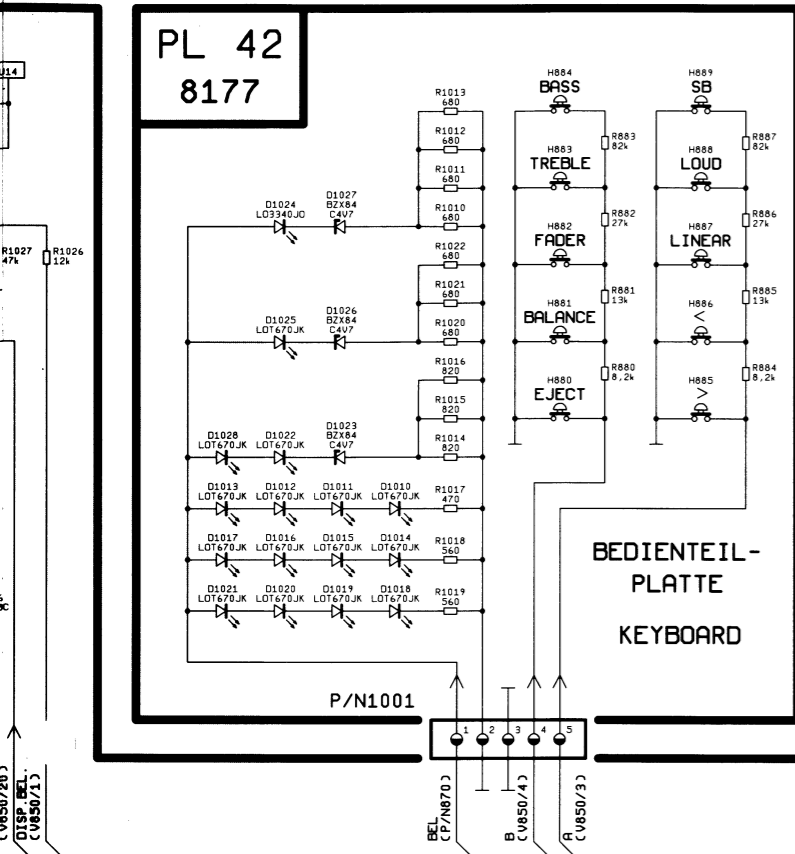 PL 42
8177
U14
R1027
47k
R1026
12k
R1013
680
R1012
680
R1011
680
R1010
680
R1022
680
R1021
680
R1020
680
R1016
820
R1015
820
R1014
820
R1017
470
R1018
560
R1019
560
D1024
LO3340JO
D1027
BZX84
C4V7
D1025
LOT670JK
D1026
BZX84
C4V7
D1028
LOT670JK
D1022
LOT670JK
D1023
BZX84
C4V7
D1013
LOT670JK
D1012
LOT670JK
D1011
LOT670JK
D1010
LOT670JK
D1017
LOT670JK
D1016
LOT670JK
D1015
LOT670JK
D1014
LOT670JK
D1021
LOT670JK
D1020
LOT670JK
D1019
LOT670JK
D1018
LOT670JK
H884
BASS
H883
TREBLE
H882
FADER
H881
BALANCE
H880
EJECT
R883
82k
R882
27k
R881
13k
R880
8,2k
H889
SB
H888
LOUD
H887
LINEAR
H886
<
H885
>
R887
82k
R886
27k
R885
13k
R884
8,2k
BEDIENTEIL-
PLATTE
KEYBOARD
P/N1001
1 2 3 4 5
(V850/20)
DISP.BEL.
(V850/1)
BEL
(P/N870)
B
(V850/4)
A
(V850/3)